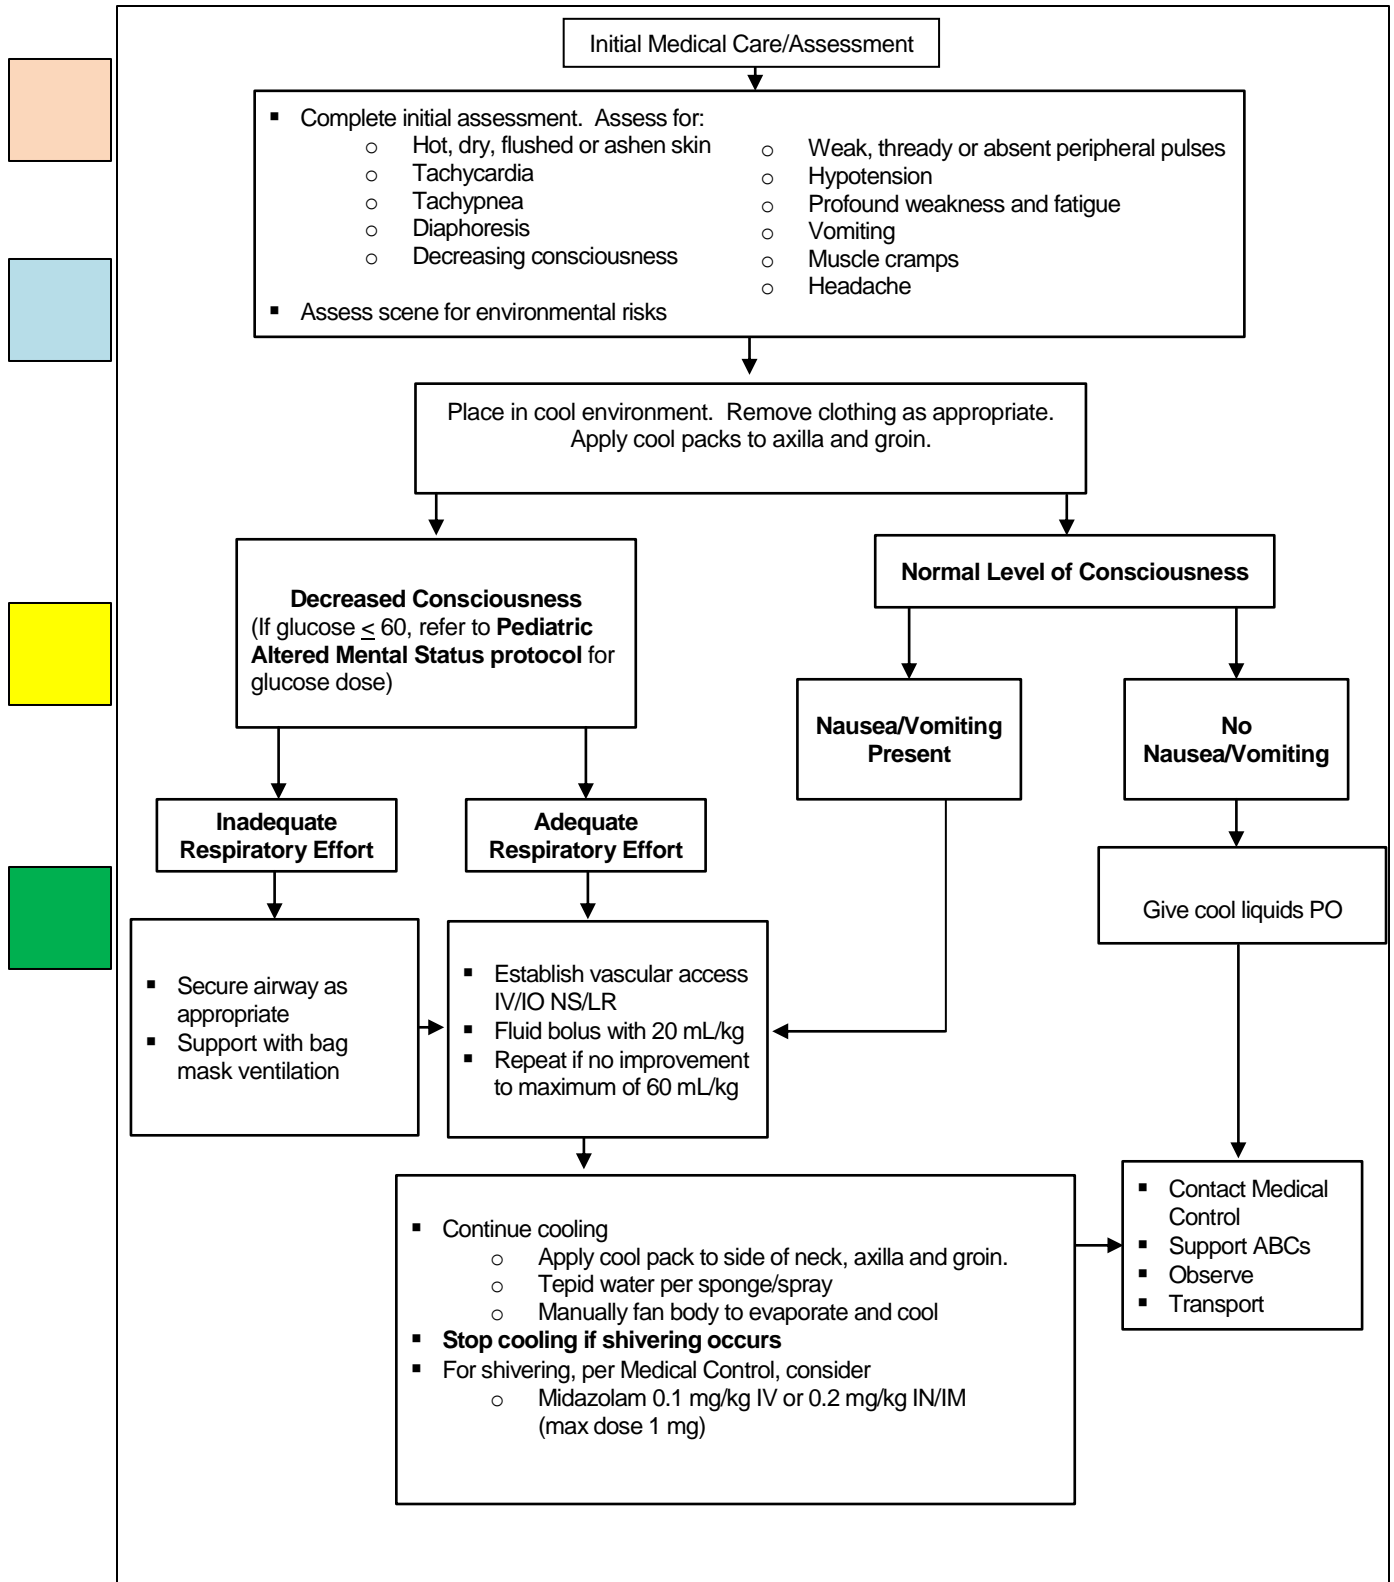 Initial Medical Care/Assessment
▪ Complete initial assessment. Assess for:
o Hot, dry, flushed or ashen skin
o Tachycardia
o Tachypnea
o Diaphoresis
o Decreasing consciousness
o Weak, thready or absent peripheral pulses
o Hypotension
o Profound weakness and fatigue
o Vomiting
o Muscle cramps
o Headache
▪ Assess scene for environmental risks
Place in cool environment. Remove clothing as appropriate.
Apply cool packs to axilla and groin.
Decreased Consciousness
(If glucose < 60, refer to Pediatric
Altered Mental Status protocol for
glucose dose)
Normal Level of Consciousness
Nausea/Vomiting
Present
No
Nausea/Vomiting
Inadequate
Respiratory Effort
Adequate
Respiratory Effort
Give cool liquids PO
▪ Secure airway as
appropriate
▪ Support with bag
mask ventilation
▪ Establish vascular access
IV/IO NS/LR
▪ Fluid bolus with 20 mL/kg
▪ Repeat if no improvement
to maximum of 60 mL/kg
▪ Continue cooling
o Apply cool pack to side of neck, axilla and groin.
o Tepid water per sponge/spray
o Manually fan body to evaporate and cool
▪ Stop cooling if shivering occurs
▪ For shivering, per Medical Control, consider
o Midazolam 0.1 mg/kg IV or 0.2 mg/kg IN/IM
(max dose 1 mg)
▪ Contact Medical
Control
▪ Support ABCs
▪ Observe
▪ Transport